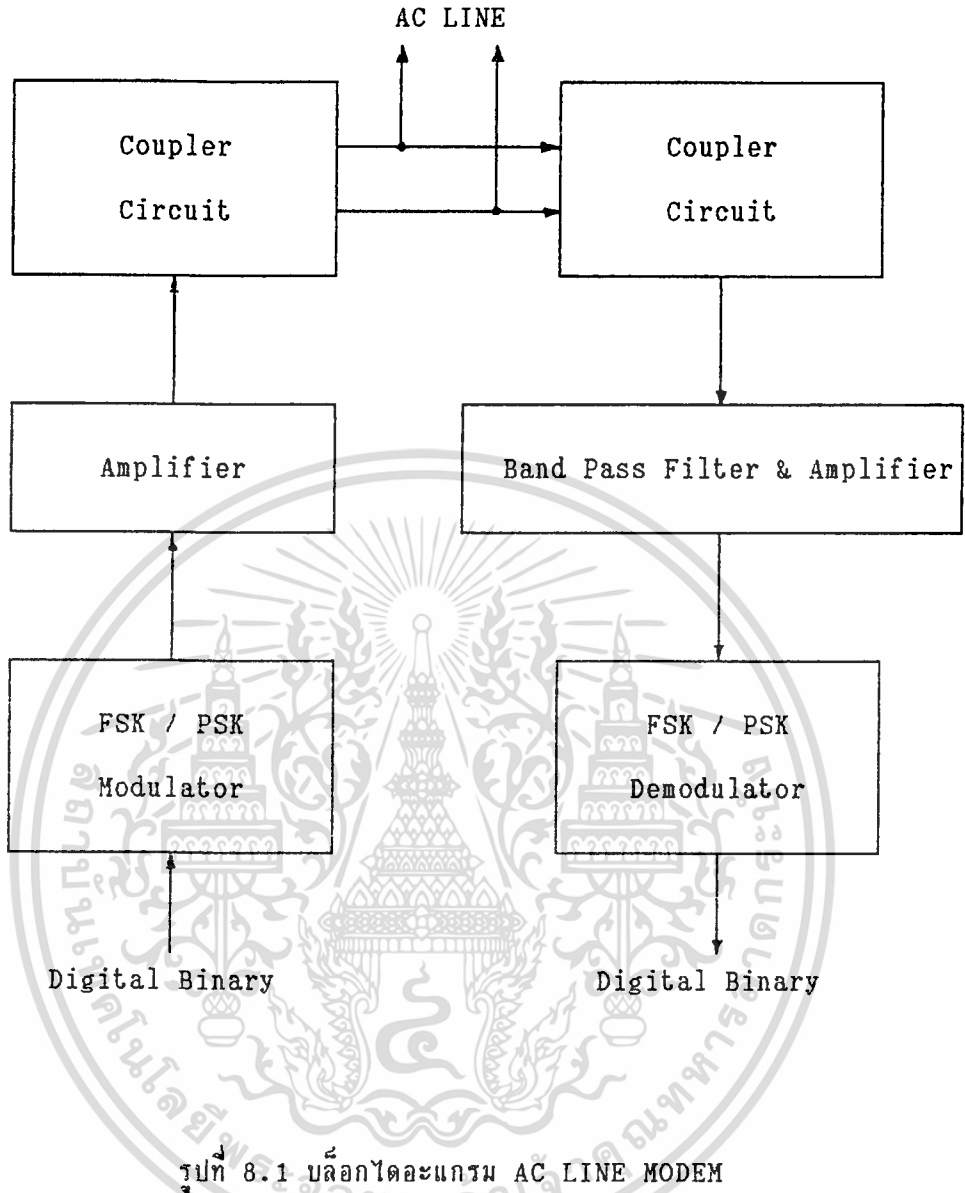 AC LINE
Coupler
Circuit
Coupler
Circuit
Amplifier
Band Pass Filter & Amplifier
FSK / PSK
Modulator
FSK / PSK
Demodulator
Digital Binary
Digital Binary
รูปที่ 8.1 บล็อกไดอะแกรม AC LINE MODEM